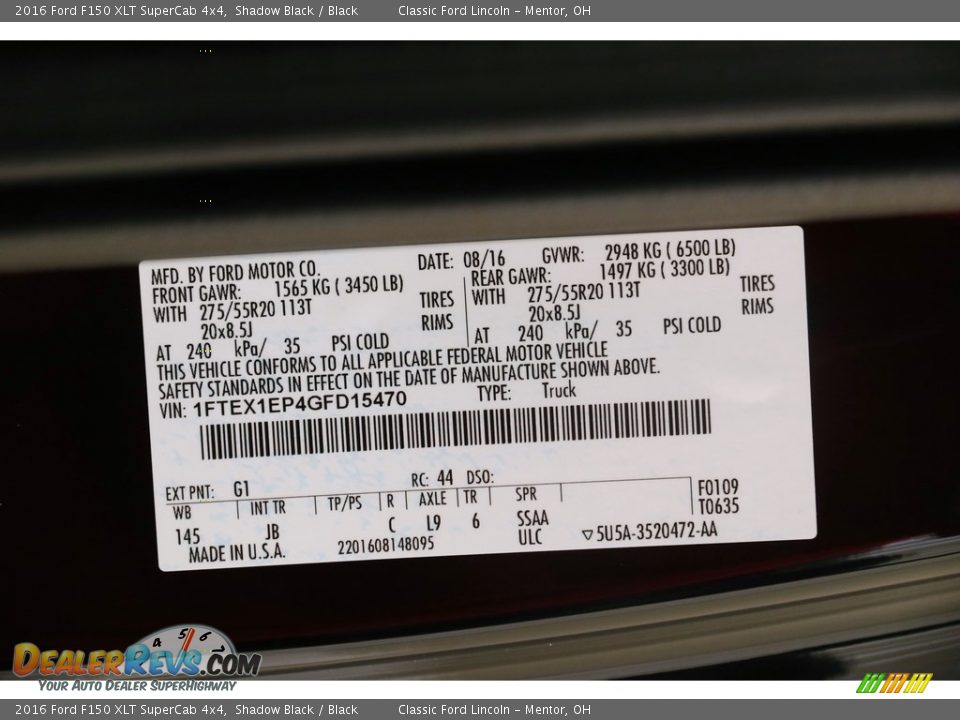 2016 Ford F150 XLT SuperCab 4x4, Shadow Black / Black Classic Ford Lincoln – Mentor, OH
MFD. BY FORD MOTOR CO. DATE: 08/16 GVWR: 2948 KG ( 6500 LB)
FRONT GAWR: 1565 KG ( 3450 LB) REAR GAWR: 1497 KG ( 3300 LB)
WITH 275/55R20 113T TIRES WITH 275/55R20 113T TIRES
20x8.5J RIMS 20x8.5J RIMS
AT 240 kPa/ 35 PSI COLD AT 240 kPa/ 35 PSI COLD
THIS VEHICLE CONFORMS TO ALL APPLICABLE FEDERAL MOTOR VEHICLE
SAFETY STANDARDS IN EFFECT ON THE DATE OF MANUFACTURE SHOWN ABOVE.
VIN: 1FTEX1EP4GFD15470 TYPE: Truck
EXT PNT: G1 RC: 44 DSO: F0109
WB INT TR TP/PS R AXLE TR SPR T0635
145 JB C L9 6 SSAA
MADE IN U.S.A. 2201608148095 ULC ▽5U5A-3520472-AA
4 5 6
DEALERREVS.COM
YOUR AUTO DEALER SUPERHIGHWAY
2016 Ford F150 XLT SuperCab 4x4, Shadow Black / Black Classic Ford Lincoln – Mentor, OH